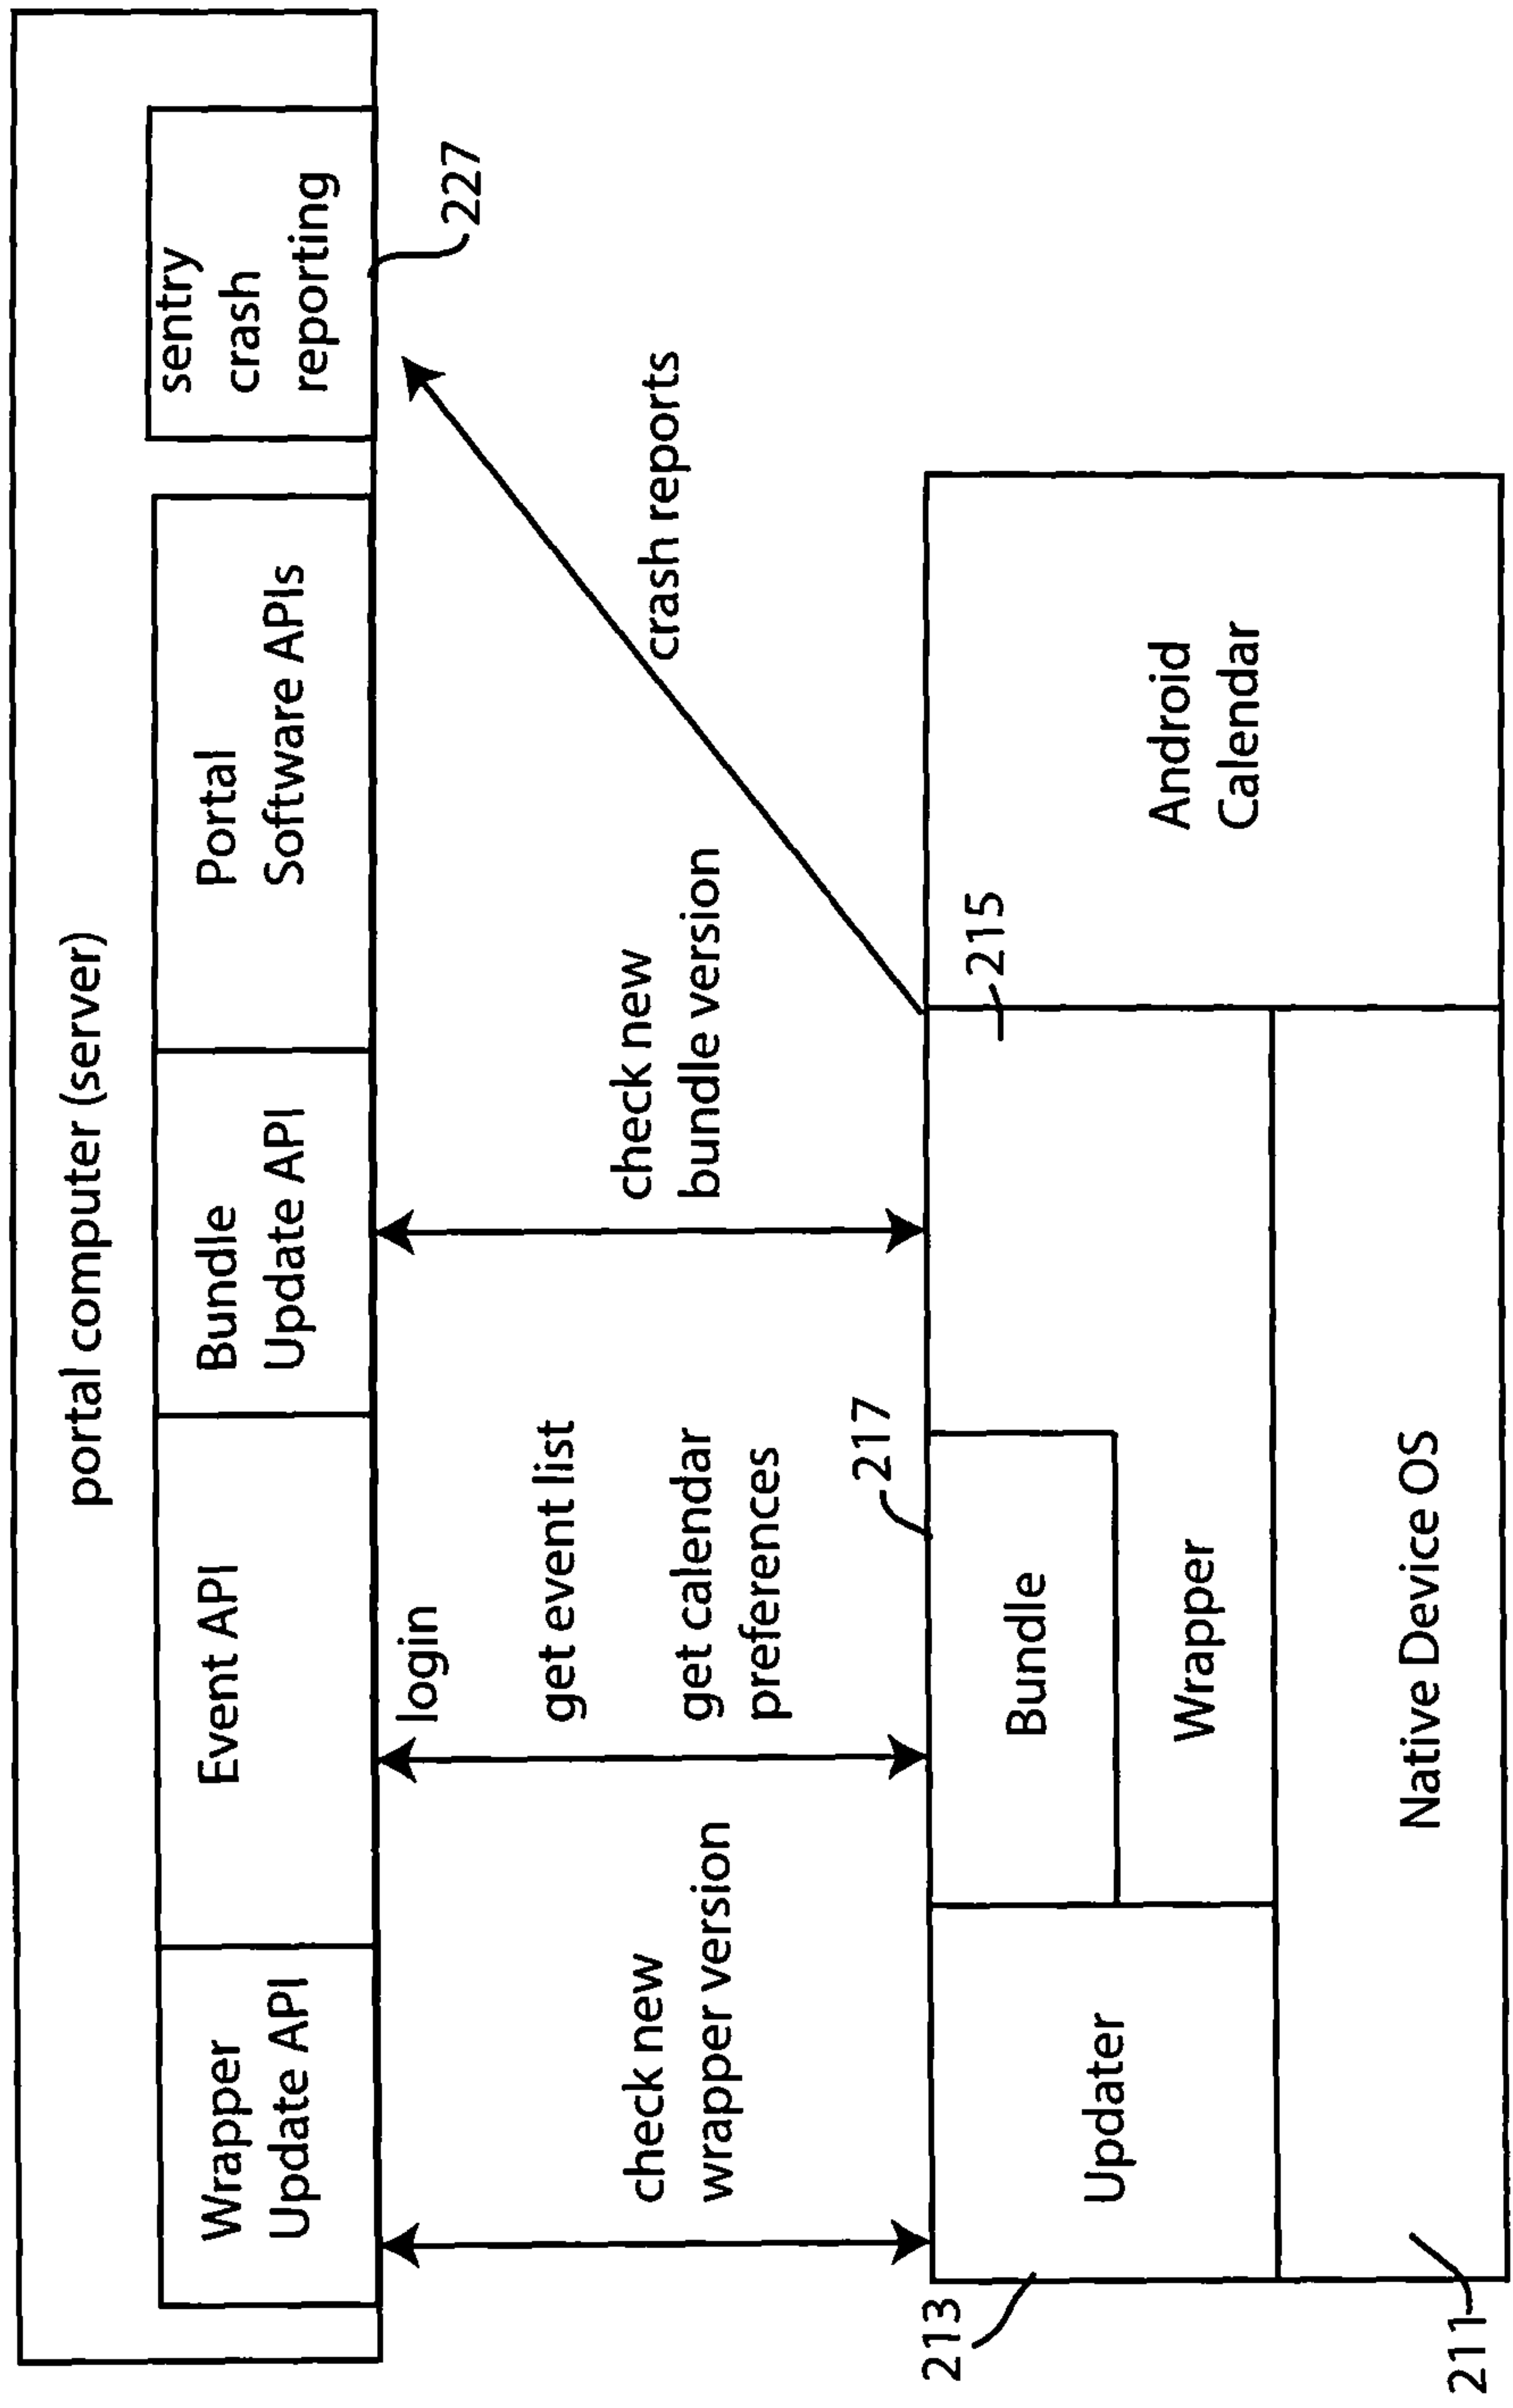 portal computer (server)
Wrapper
Update API
Event API
Bundle
Update API
Portal
Software APIs
sentry
crash
reporting
227
check new
wrapper version
login
get event list
get calendar
preferences
check new
bundle version
crash reports
213
Updater
217
Bundle
Wrapper
215
Android
Calendar
211
Native Device OS